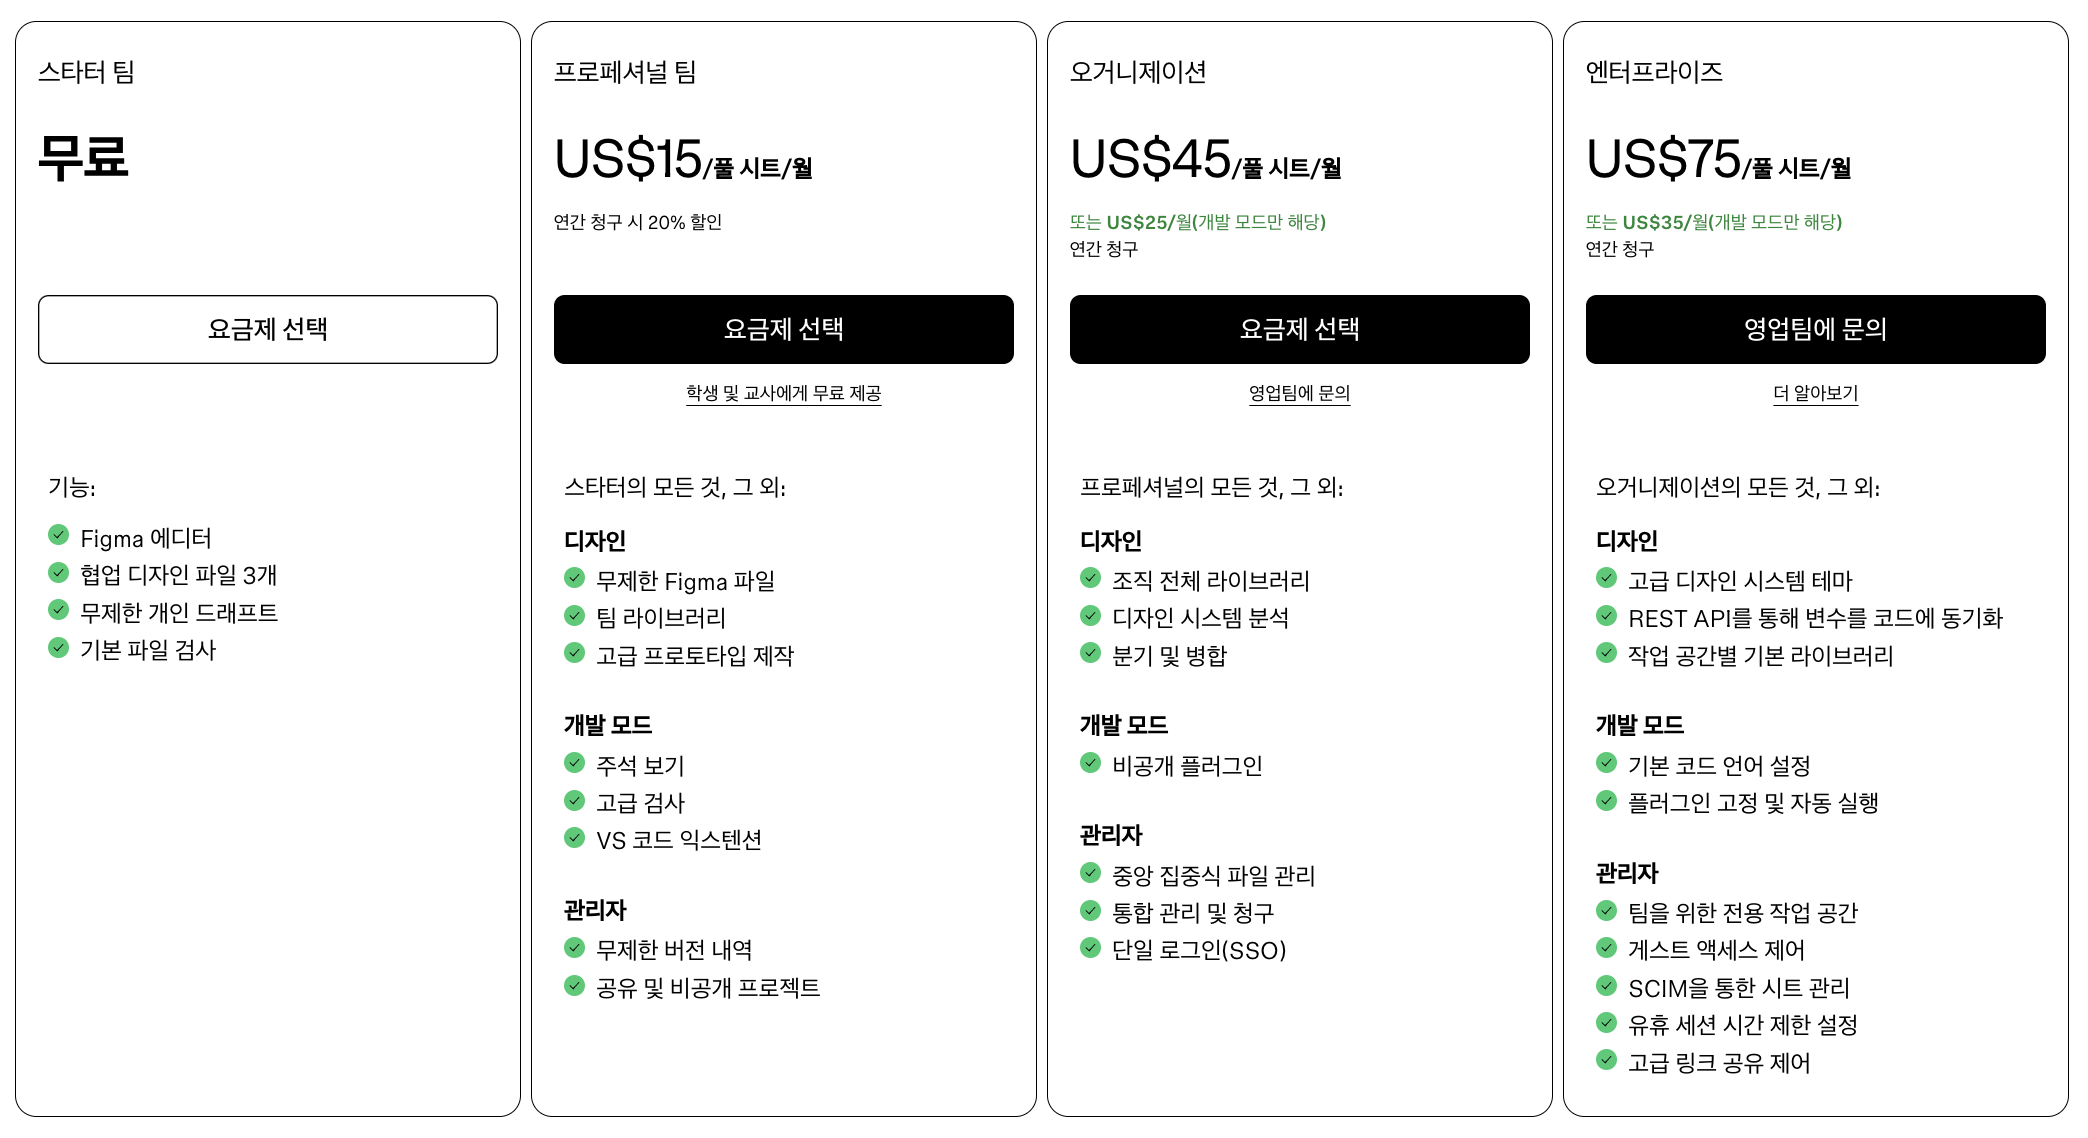 스타터 팀
무료
요금제 선택
기능:
Figma 에디터
협업 디자인 파일 3개
무제한 개인 드래프트
기본 파일 검사
프로페셔널 팀
US$15/풀 시트/월
연간 청구 시 20% 할인
요금제 선택
학생 및 교사에게 무료 제공
스타터의 모든 것, 그 외:
디자인
무제한 Figma 파일
팀 라이브러리
고급 프로토타입 제작
개발 모드
주석 보기
고급 검사
VS 코드 익스텐션
관리자
무제한 버전 내역
공유 및 비공개 프로젝트
오거니제이션
US$45/풀 시트/월
또는 US$25/월(개발 모드만 해당)
연간 청구
요금제 선택
영업팀에 문의
프로페셔널의 모든 것, 그 외:
디자인
조직 전체 라이브러리
디자인 시스템 분석
분기 및 병합
개발 모드
비공개 플러그인
관리자
중앙 집중식 파일 관리
통합 관리 및 청구
단일 로그인(SSO)
엔터프라이즈
US$75/풀 시트/월
또는 US$35/월(개발 모드만 해당)
연간 청구
영업팀에 문의
더 알아보기
오거니제이션의 모든 것, 그 외:
디자인
고급 디자인 시스템 테마
REST API를 통해 변수를 코드에 동기화
작업 공간별 기본 라이브러리
개발 모드
기본 코드 언어 설정
플러그인 고정 및 자동 실행
관리자
팀을 위한 전용 작업 공간
게스트 액세스 제어
SCIM을 통한 시트 관리
유휴 세션 시간 제한 설정
고급 링크 공유 제어